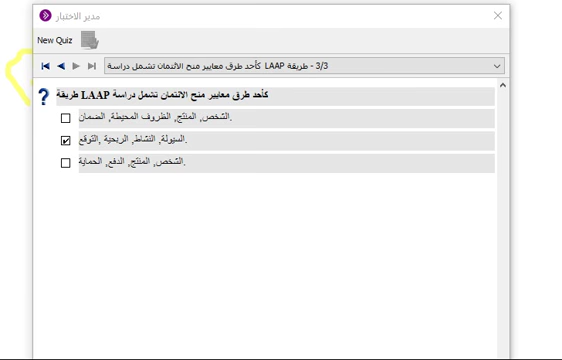 مدير الاختبار
New Quiz
3/3 - طريقة LAAP كأحد طرق معايير منح الائتمان تشمل دراسة
طريقة LAAP كأحد طرق معايير منح الائتمان تشمل دراسة
الشخص, المنتج, الظروف المحيطة, الضمان.
السيولة, النشاط, الربحية ,التوقع.
الشخص, المنتج, الدفع, الحماية.